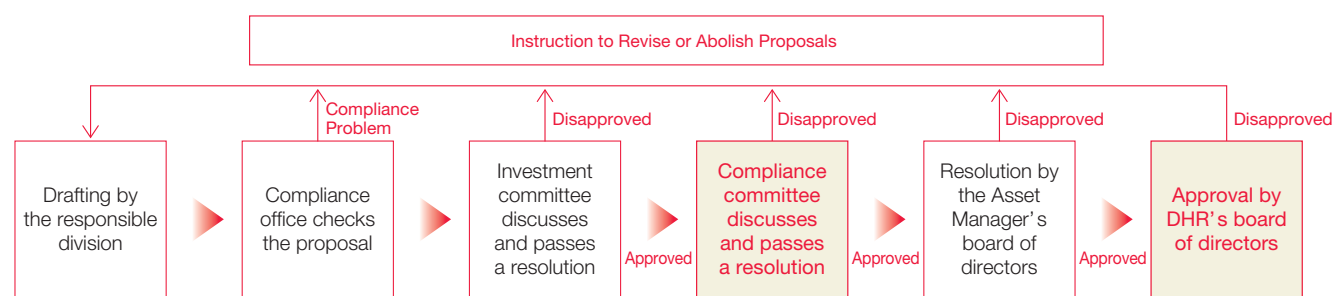 Instruction to Revise or Abolish Proposals
Compliance
Problem
Disapproved
Disapproved
Disapproved
Disapproved
Drafting by
the responsible
division
Compliance
office checks
the proposal
Investment
committee
discusses
and passes
a resolution
Approved
Compliance
committee
discusses
and passes
a resolution
Approved
Resolution by
the Asset
Manager's
board of
directors
Approved
Approval by
DHR's board
of directors